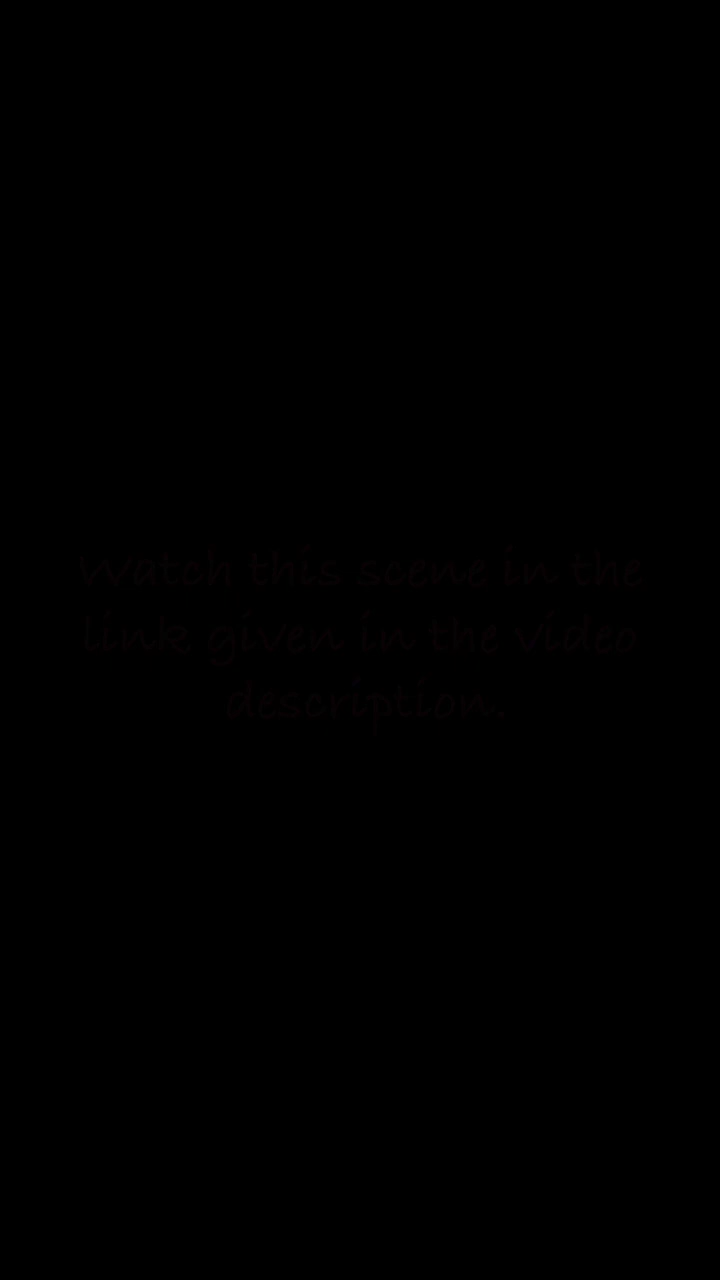 Watch this scene in the
link given in the video
description.